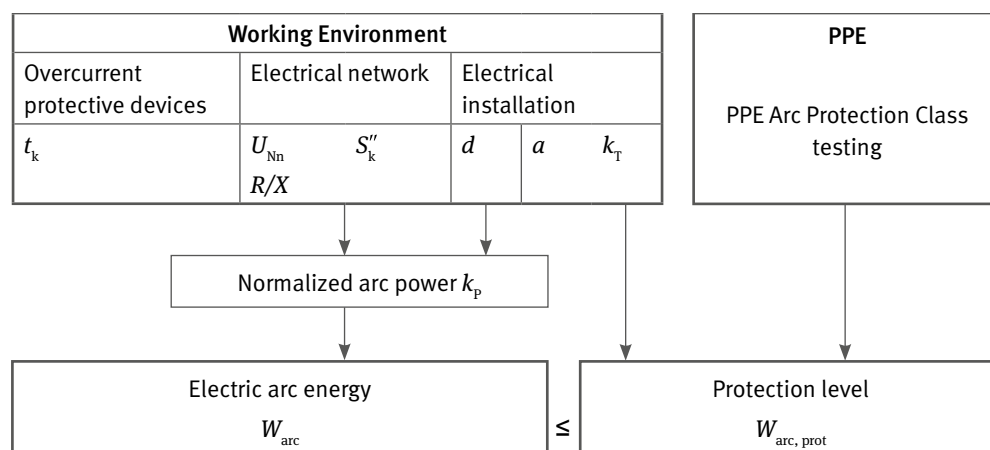 Working Environment
Overcurrent
protective devices
Electrical network
Electrical
installation
t_k
U_Nn S″_k
R/X
d
a k_T
PPE
PPE Arc Protection Class
testing
Normalized arc power k_P
Electric arc energy
W_arc
≤
Protection level
W_arc, prot